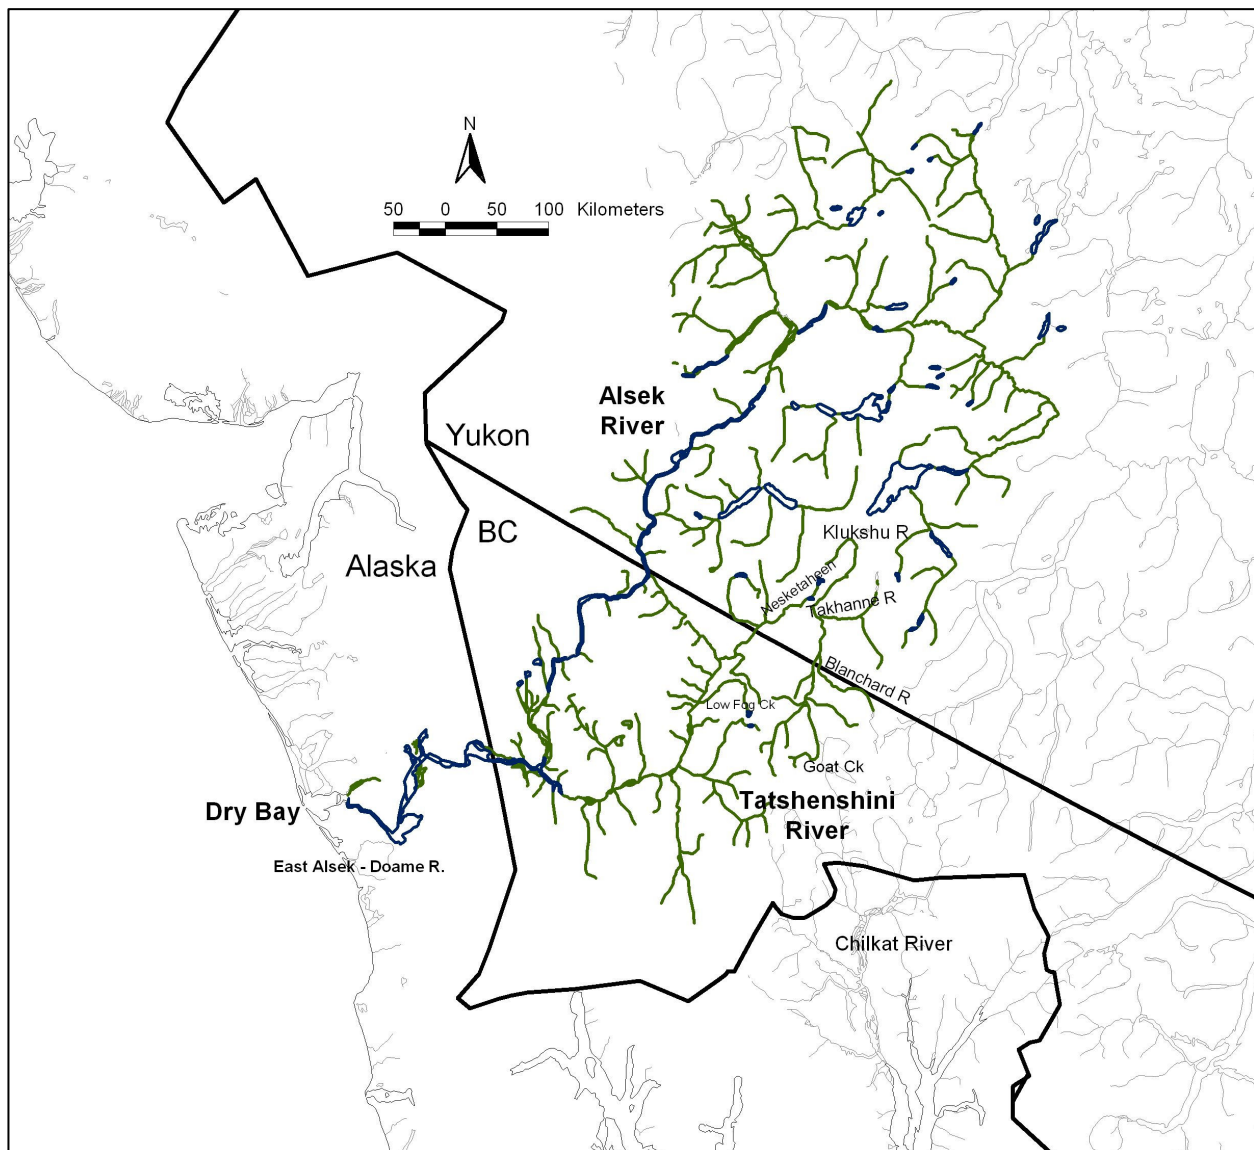 N
50 0 50 100 Kilometers
Alsek
River
Yukon
BC
Klukshu R
Alaska
Nesketaheen
Takhanne R
Blanchard R
Low Fog Ck
Goat Ck
Tatshenshini
River
Dry Bay
East Alsek - Doame R.
Chilkat River